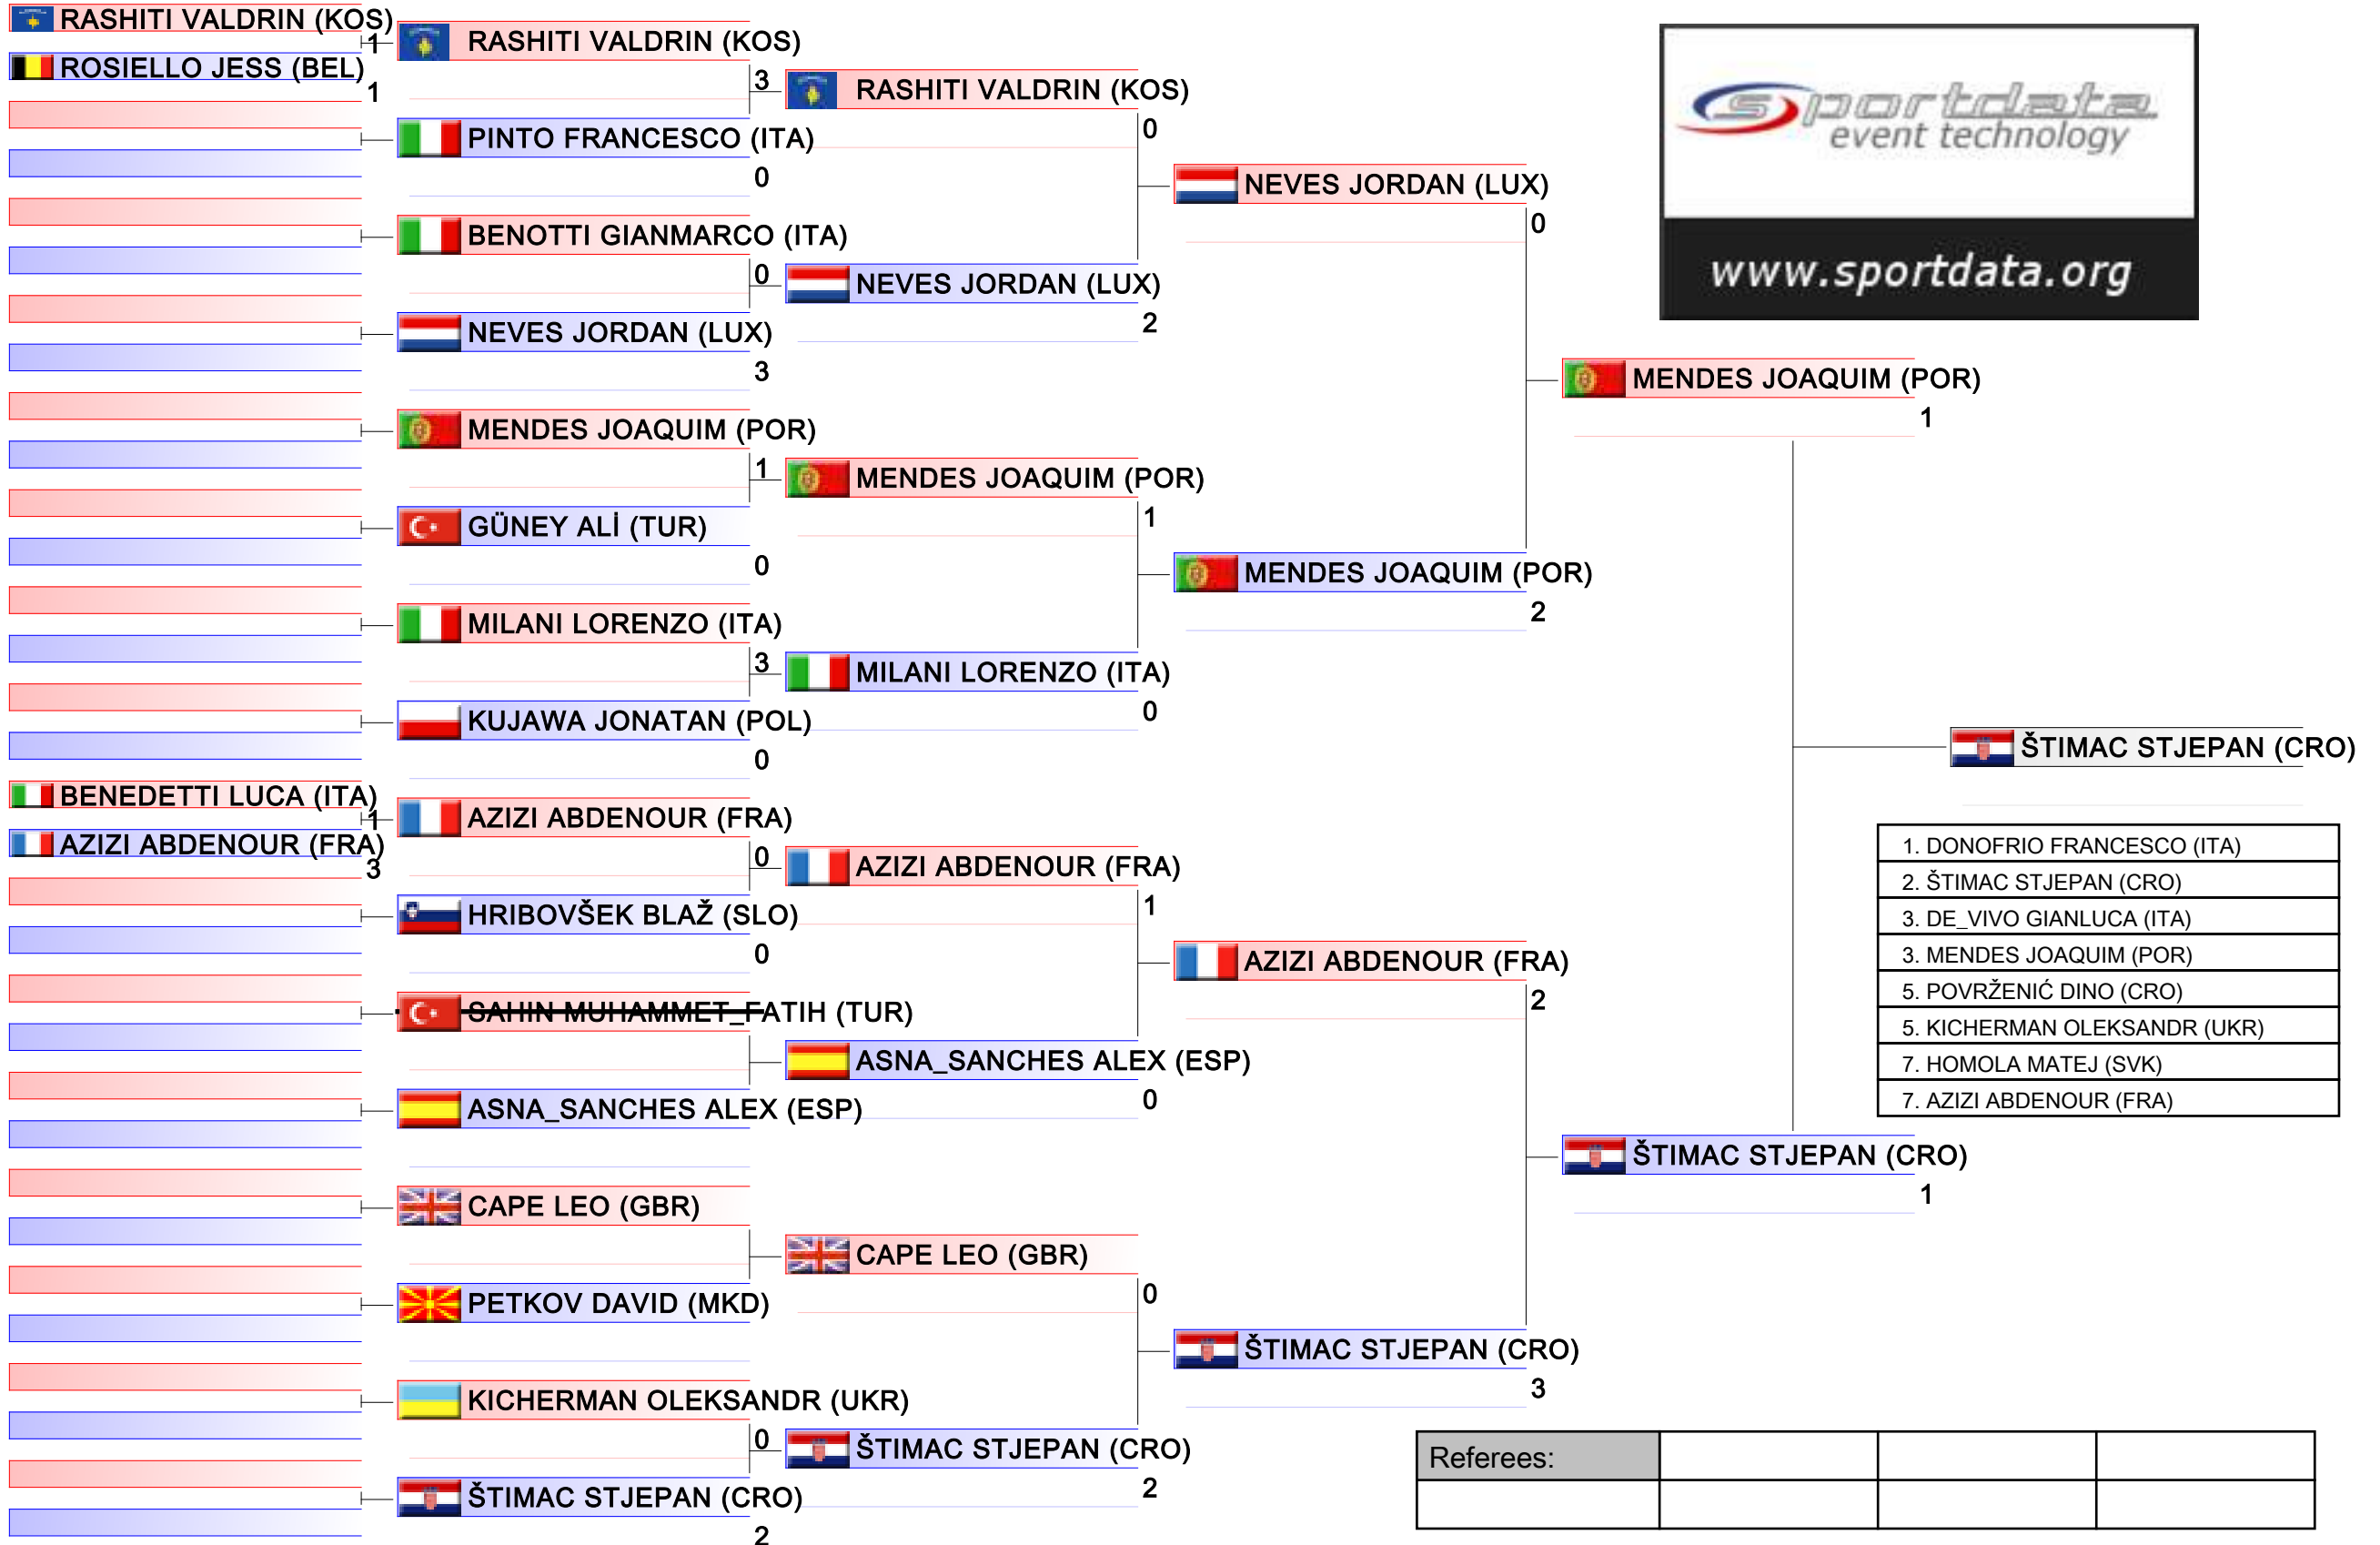 RASHITI VALDRIN (KOS)
1
ROSIELLO JESS (BEL)
1
BENEDETTI LUCA (ITA)
1
AZIZI ABDENOUR (FRA)
3
RASHITI VALDRIN (KOS)
3
PINTO FRANCESCO (ITA)
0
BENOTTI GIANMARCO (ITA)
0
NEVES JORDAN (LUX)
3
MENDES JOAQUIM (POR)
1
GÜNEY ALİ (TUR)
0
MILANI LORENZO (ITA)
3
KUJAWA JONATAN (POL)
0
AZIZI ABDENOUR (FRA)
0
HRIBOVŠEK BLAŽ (SLO)
0
SAHIN MUHAMMET_FATIH (TUR)
ASNA_SANCHES ALEX (ESP)
CAPE LEO (GBR)
PETKOV DAVID (MKD)
KICHERMAN OLEKSANDR (UKR)
0
ŠTIMAC STJEPAN (CRO)
2
RASHITI VALDRIN (KOS)
0
NEVES JORDAN (LUX)
2
MENDES JOAQUIM (POR)
1
MILANI LORENZO (ITA)
0
AZIZI ABDENOUR (FRA)
1
ASNA_SANCHES ALEX (ESP)
0
CAPE LEO (GBR)
0
ŠTIMAC STJEPAN (CRO)
2
NEVES JORDAN (LUX)
0
MENDES JOAQUIM (POR)
2
AZIZI ABDENOUR (FRA)
2
ŠTIMAC STJEPAN (CRO)
3
MENDES JOAQUIM (POR)
1
ŠTIMAC STJEPAN (CRO)
1
ŠTIMAC STJEPAN (CRO)
sportdata
event technology
www.sportdata.org
1. DONOFRIO FRANCESCO (ITA)
2. ŠTIMAC STJEPAN (CRO)
3. DE_VIVO GIANLUCA (ITA)
3. MENDES JOAQUIM (POR)
5. POVRŽENIĆ DINO (CRO)
5. KICHERMAN OLEKSANDR (UKR)
7. HOMOLA MATEJ (SVK)
7. AZIZI ABDENOUR (FRA)
Referees: